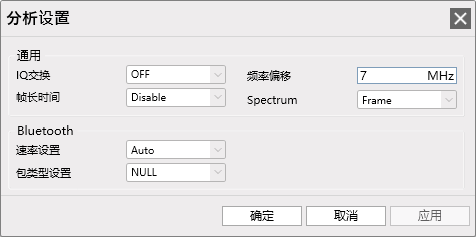 分析设置
通用
IQ交换 OFF 频率偏移 7 MHz
帧长时间 Disable Spectrum Frame
Bluetooth
速率设置 Auto
包类型设置 NULL
确定 取消 应用